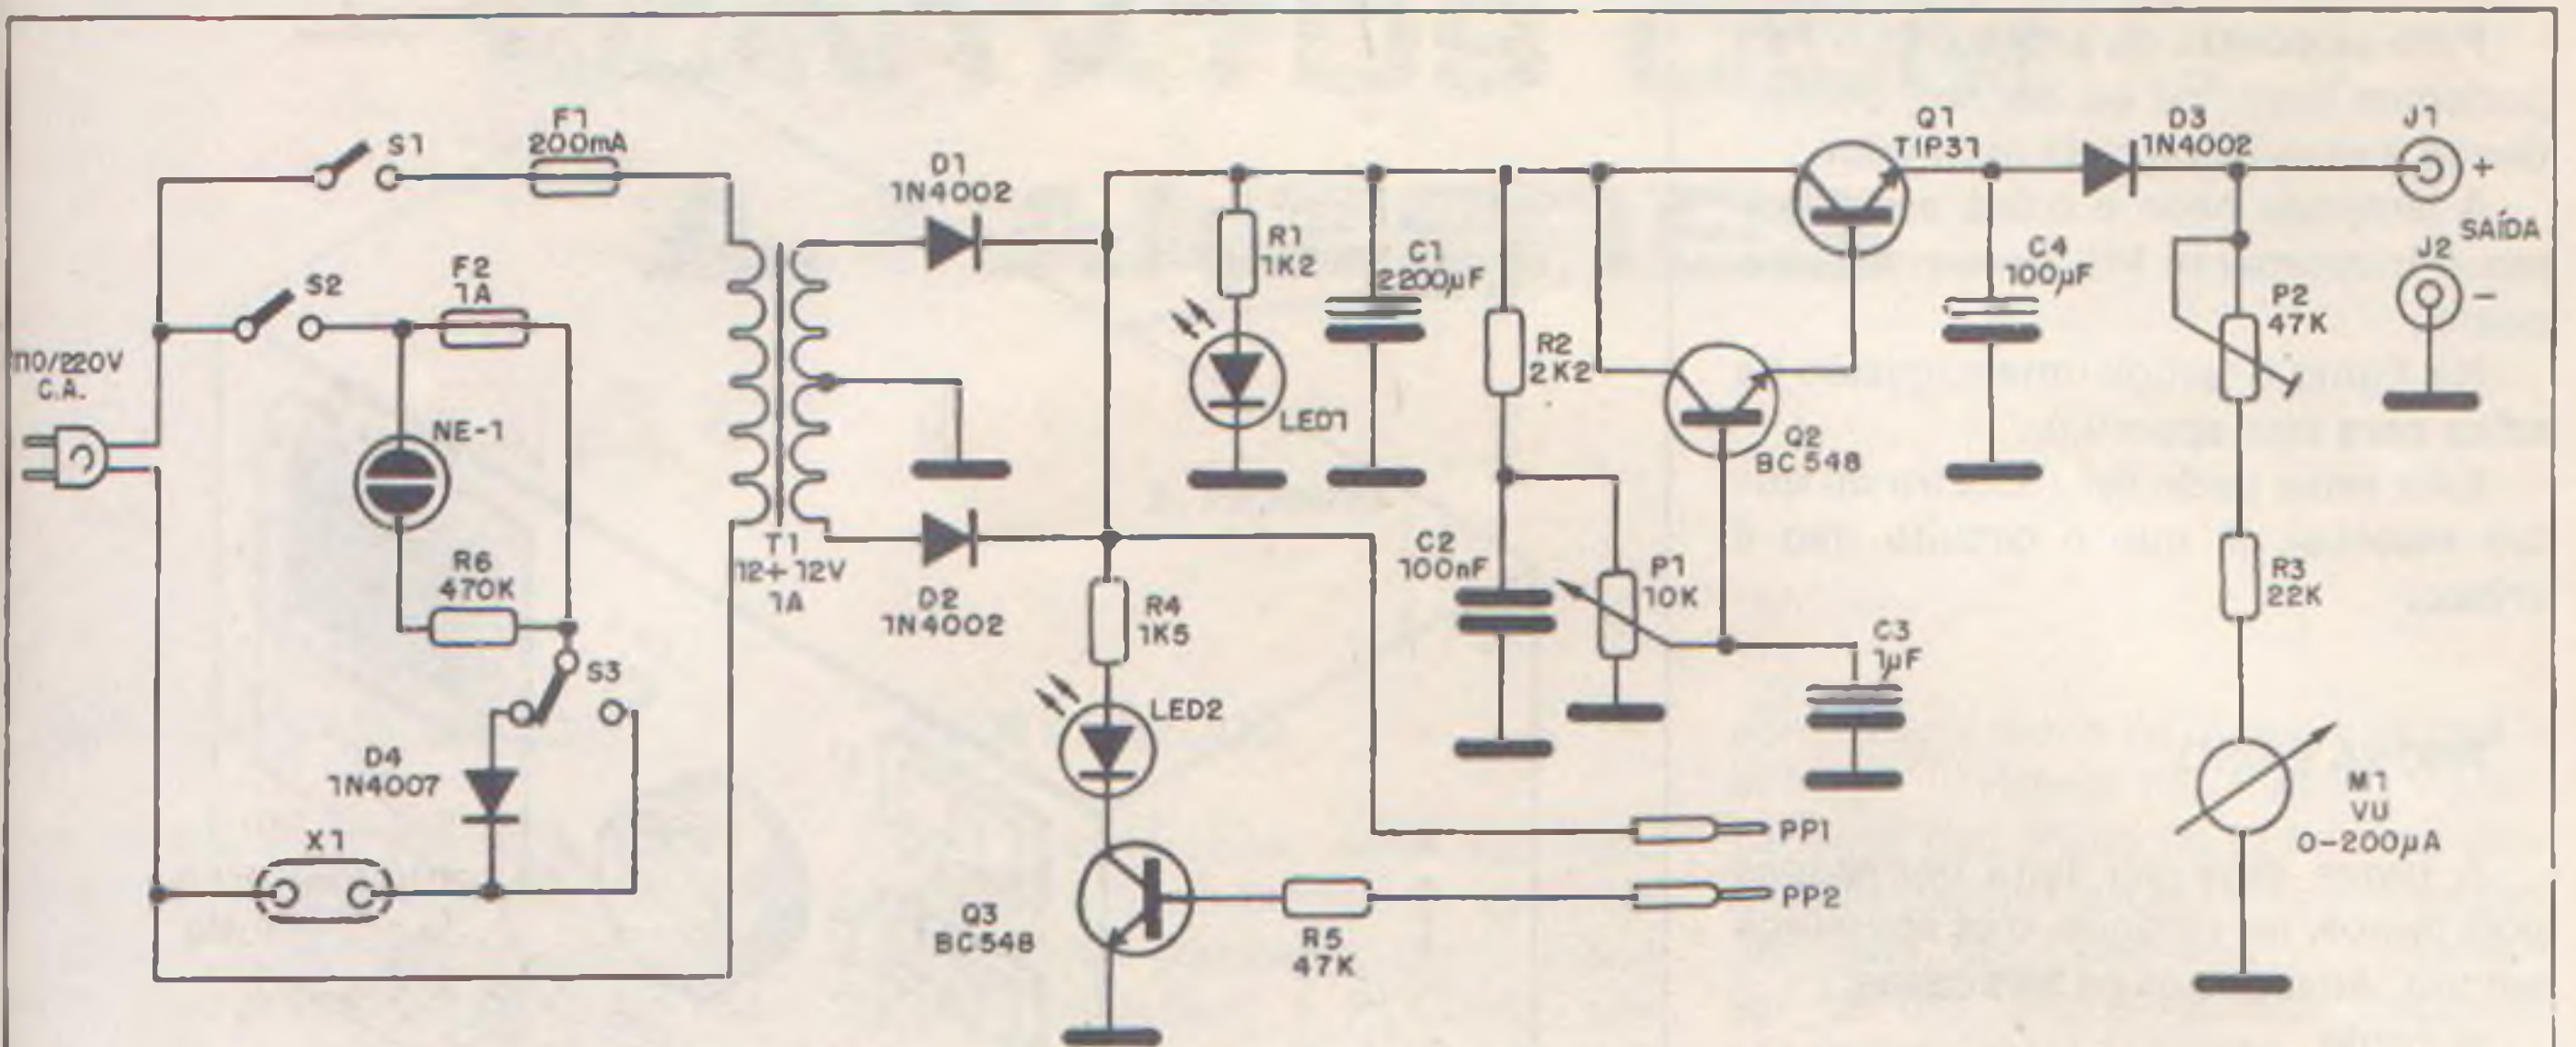 S1
F1
200mA
S2
F2
1A
110/220V
C.A.
NE-1
R6
470K
S3
D4
1N4007
X1
T1
12+12V
1A
D1
1N4002
D2
1N4002
R1
1K2
LED1
C1
2200µF
R4
1K5
LED2
Q3
BC548
R5
47K
R2
2K2
C2
100nF
P1
10K
Q1
TIP31
Q2
BC548
C3
1µF
C4
100µF
D3
1N4002
J1
+
SAÍDA
J2
−
P2
47K
R3
22K
M1
VU
0-200µA
PP1
PP2